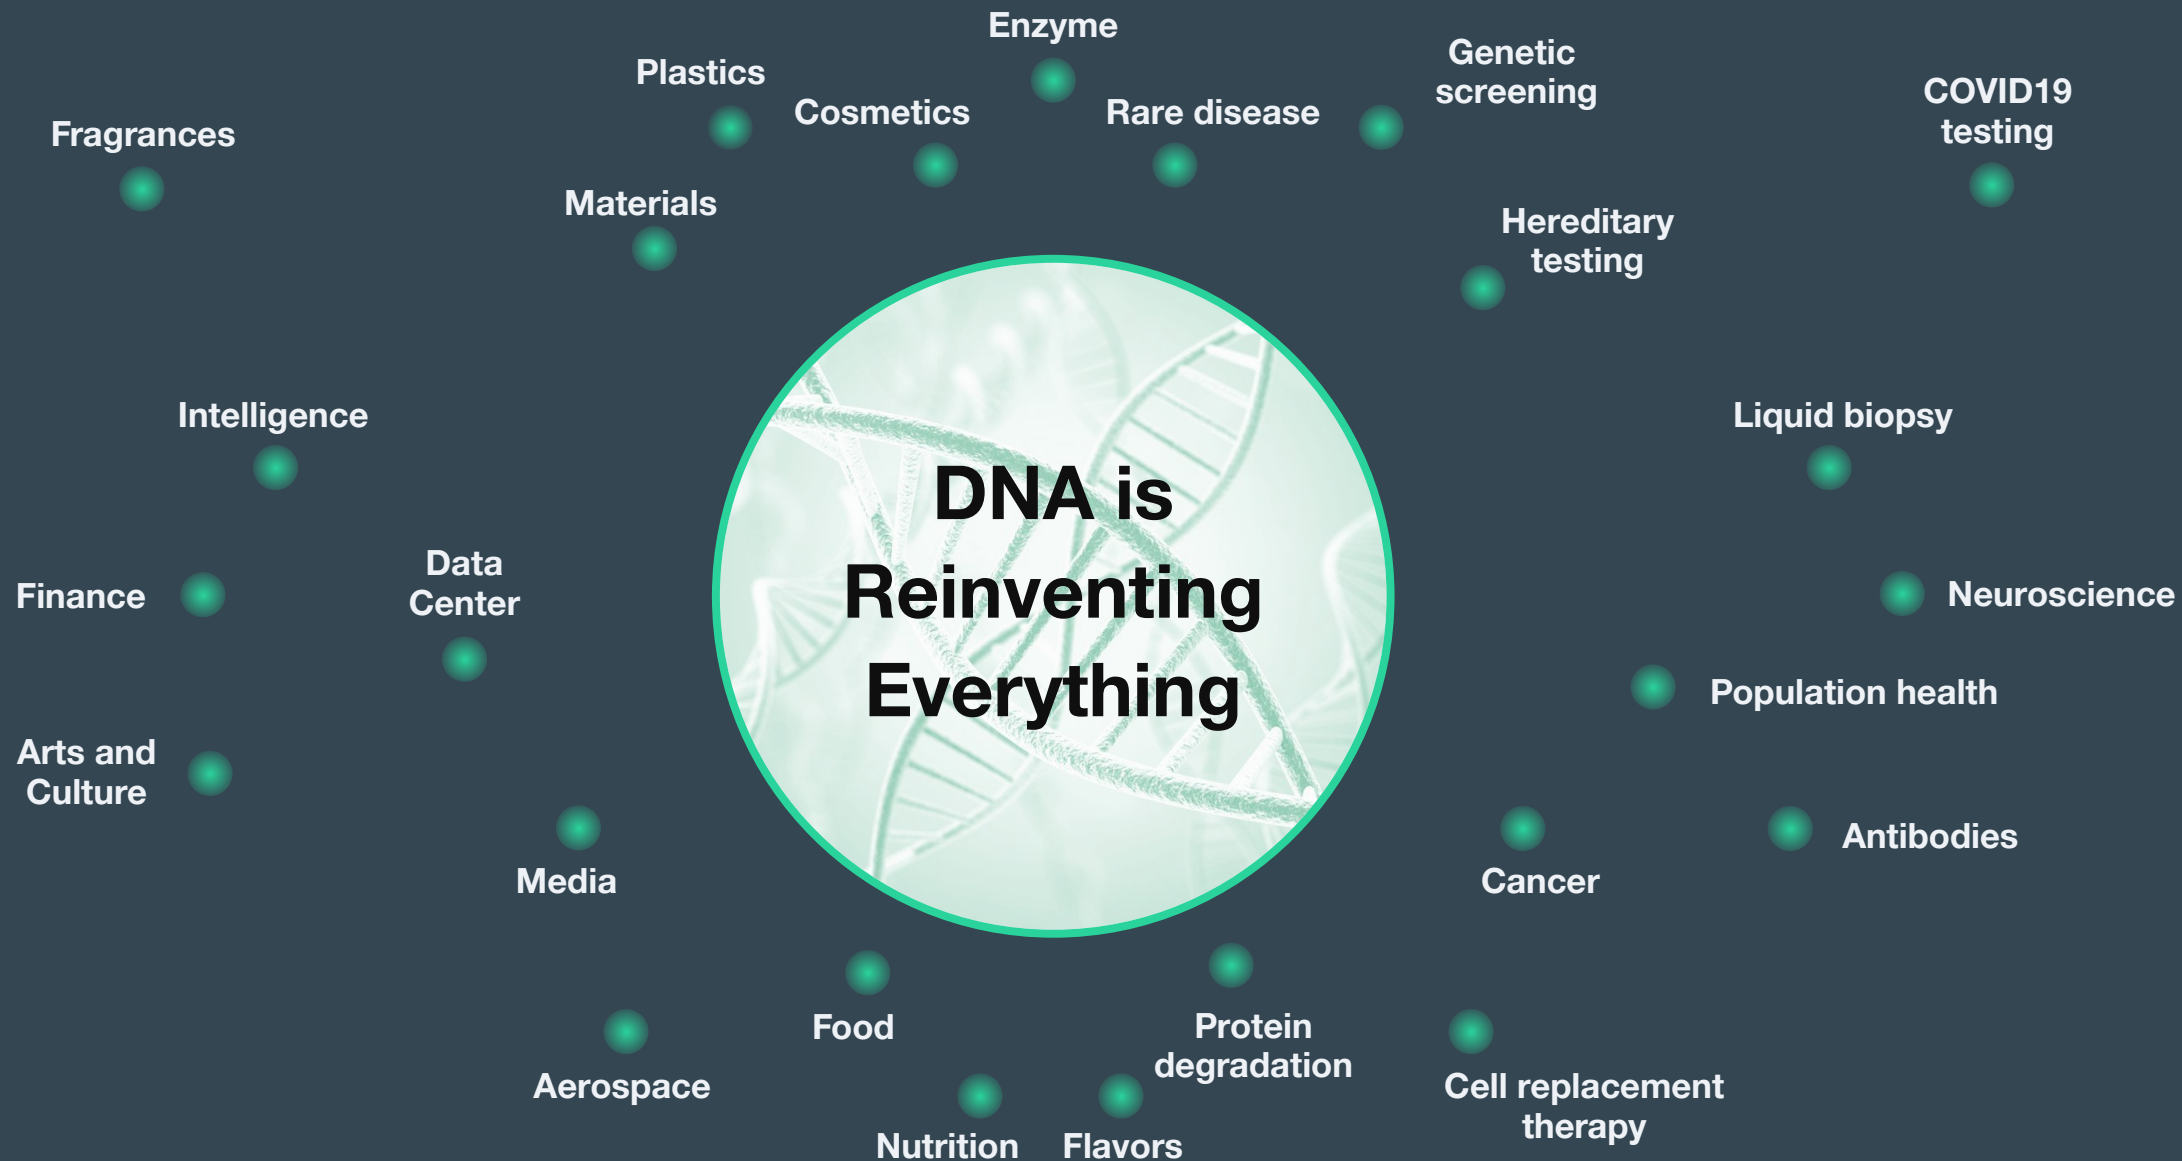 Enzyme
Genetic
screening
Plastics
COVID19
testing
Cosmetics
Rare disease
Fragrances
Materials
Hereditary
testing
Intelligence
Liquid biopsy
DNA is
Reinventing
Everything
Data
Center
Finance
Neuroscience
Population health
Arts and
Culture
Antibodies
Media
Cancer
Food
Protein
degradation
Aerospace
Cell replacement
therapy
Nutrition
Flavors